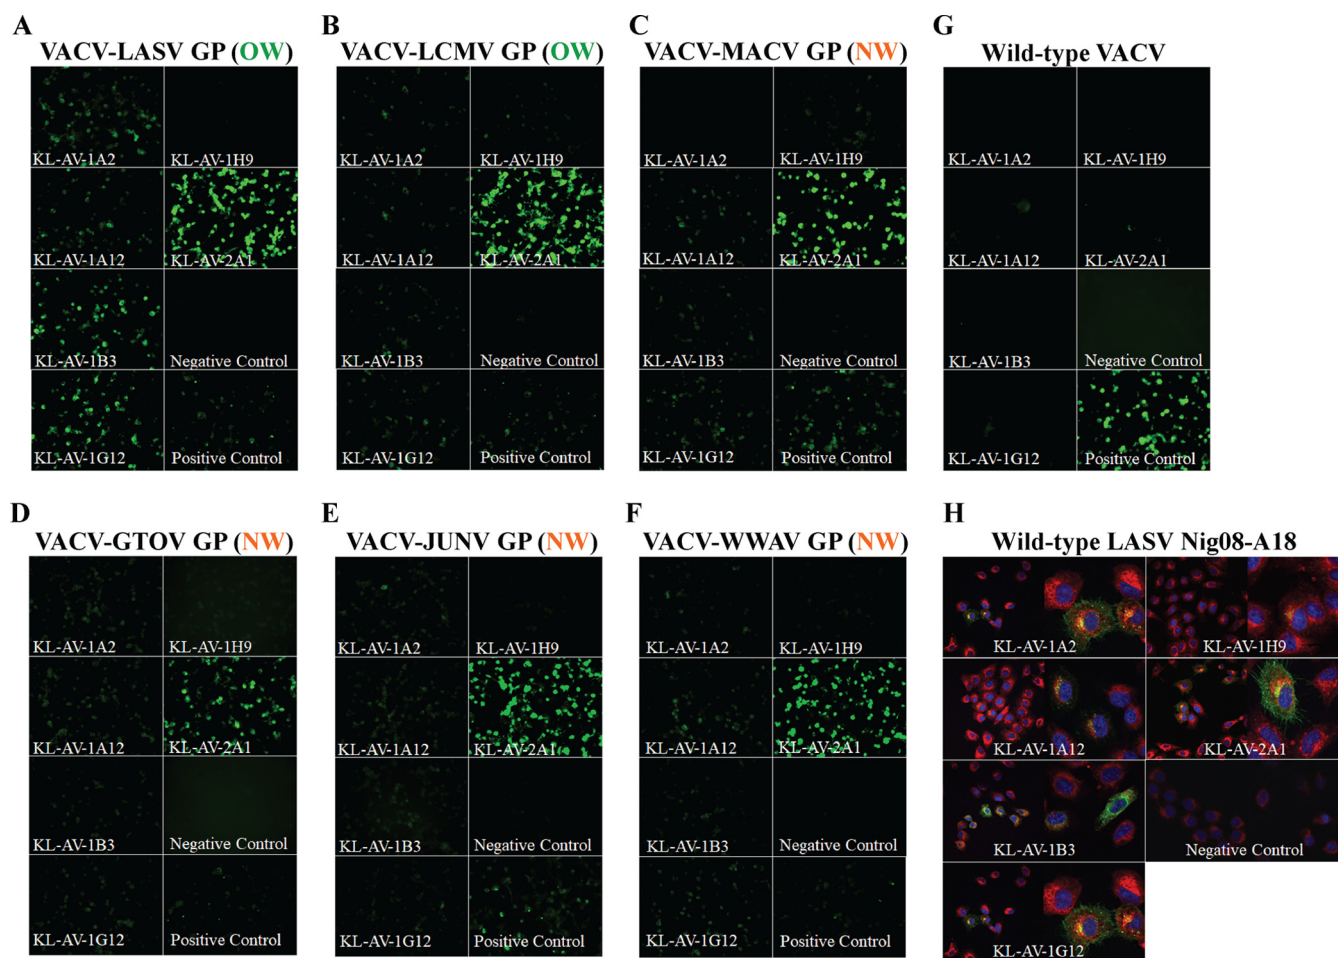 A
VACV-LASV GP (OW)
KL-AV-1A2
KL-AV-1H9
KL-AV-1A12
KL-AV-2A1
KL-AV-1B3
Negative Control
KL-AV-1G12
Positive Control
B
VACV-LCMV GP (OW)
KL-AV-1A2
KL-AV-1H9
KL-AV-1A12
KL-AV-2A1
KL-AV-1B3
Negative Control
KL-AV-1G12
Positive Control
C
VACV-MACV GP (NW)
KL-AV-1A2
KL-AV-1H9
KL-AV-1A12
KL-AV-2A1
KL-AV-1B3
Negative Control
KL-AV-1G12
Positive Control
G
Wild-type VACV
KL-AV-1A2
KL-AV-1H9
KL-AV-1A12
KL-AV-2A1
KL-AV-1B3
Negative Control
KL-AV-1G12
Positive Control
D
VACV-GTOV GP (NW)
KL-AV-1A2
KL-AV-1H9
KL-AV-1A12
KL-AV-2A1
KL-AV-1B3
Negative Control
KL-AV-1G12
Positive Control
E
VACV-JUNV GP (NW)
KL-AV-1A2
KL-AV-1H9
KL-AV-1A12
KL-AV-2A1
KL-AV-1B3
Negative Control
KL-AV-1G12
Positive Control
F
VACV-WWAV GP (NW)
KL-AV-1A2
KL-AV-1H9
KL-AV-1A12
KL-AV-2A1
KL-AV-1B3
Negative Control
KL-AV-1G12
Positive Control
H
Wild-type LASV Nig08-A18
KL-AV-1A2
KL-AV-1H9
KL-AV-1A12
KL-AV-2A1
KL-AV-1B3
Negative Control
KL-AV-1G12